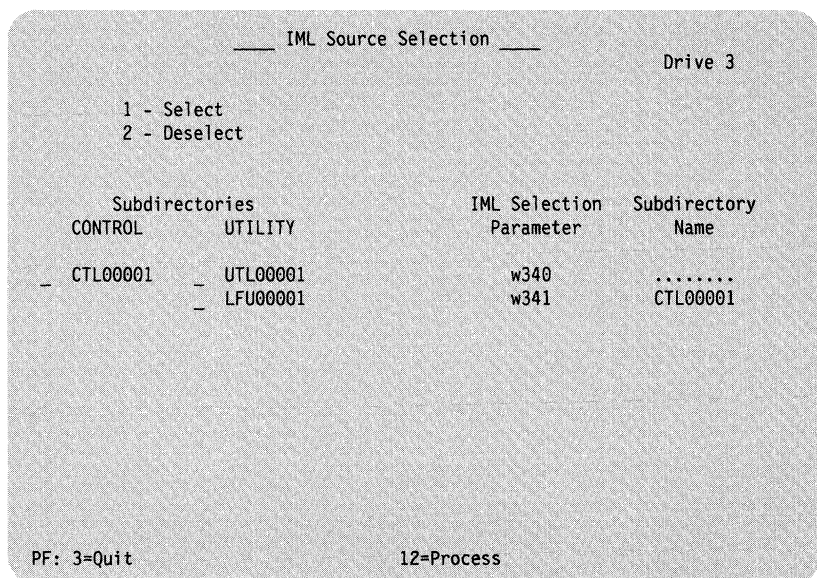 ____ IML Source Selection ____
Drive 3
1 - Select
2 - Deselect
Subdirectories IML Selection Subdirectory
CONTROL UTILITY Parameter Name
_ CTL00001 _ UTL00001 w340 ........
_ LFU00001 w341 CTL00001
PF: 3=Quit 12=Process